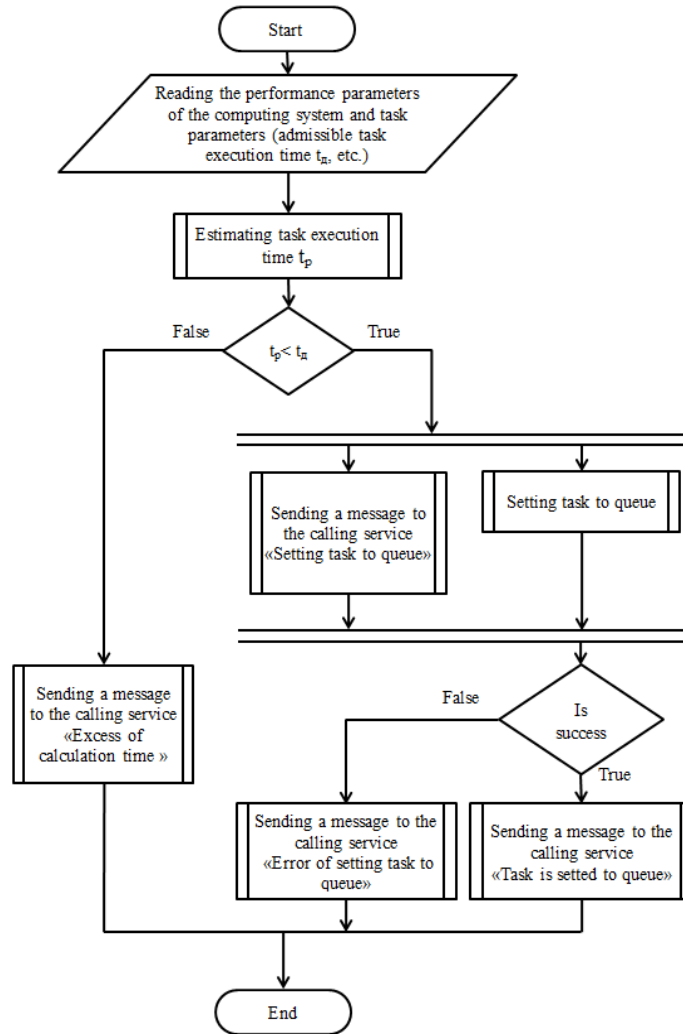 Start
Reading the performance parameters
of the computing system and task
parameters (admissible task
execution time tд, etc.)
Estimating task execution
time tp
False
True
tp< tд
Sending a message to
the calling service
«Setting task to queue»
Setting task to queue
Sending a message
to the calling service
«Excess of
calculation time »
False
Is
success
True
Sending a message to the
calling service
«Error of setting task to
queue»
Sending a message to the
calling service
«Task is setted to queue»
End